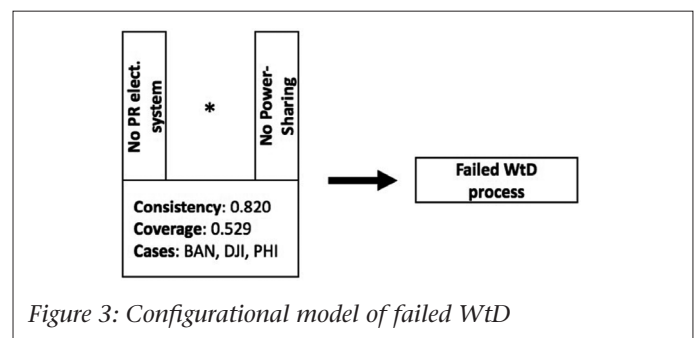 No PR elect.
system
*
No Power-
Sharing
Consistency: 0.820
Coverage: 0.529
Cases: BAN, DJI, PHI
Failed WtD
process
Figure 3: Configurational model of failed WtD